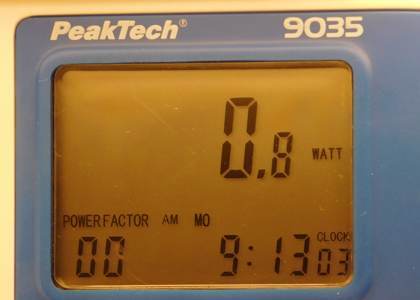 PeakTech® 9035
0.8 WATT
POWERFACTOR AM MO CLOCK
00 9:13 03